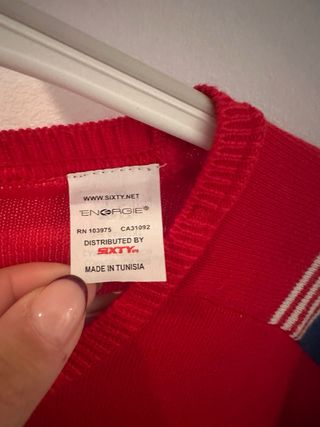 WWW.SIXTY.NET
ENERGIE®
RN 103975 CA31092
DISTRIBUTED BY
SIXTY
MADE IN TUNISIA